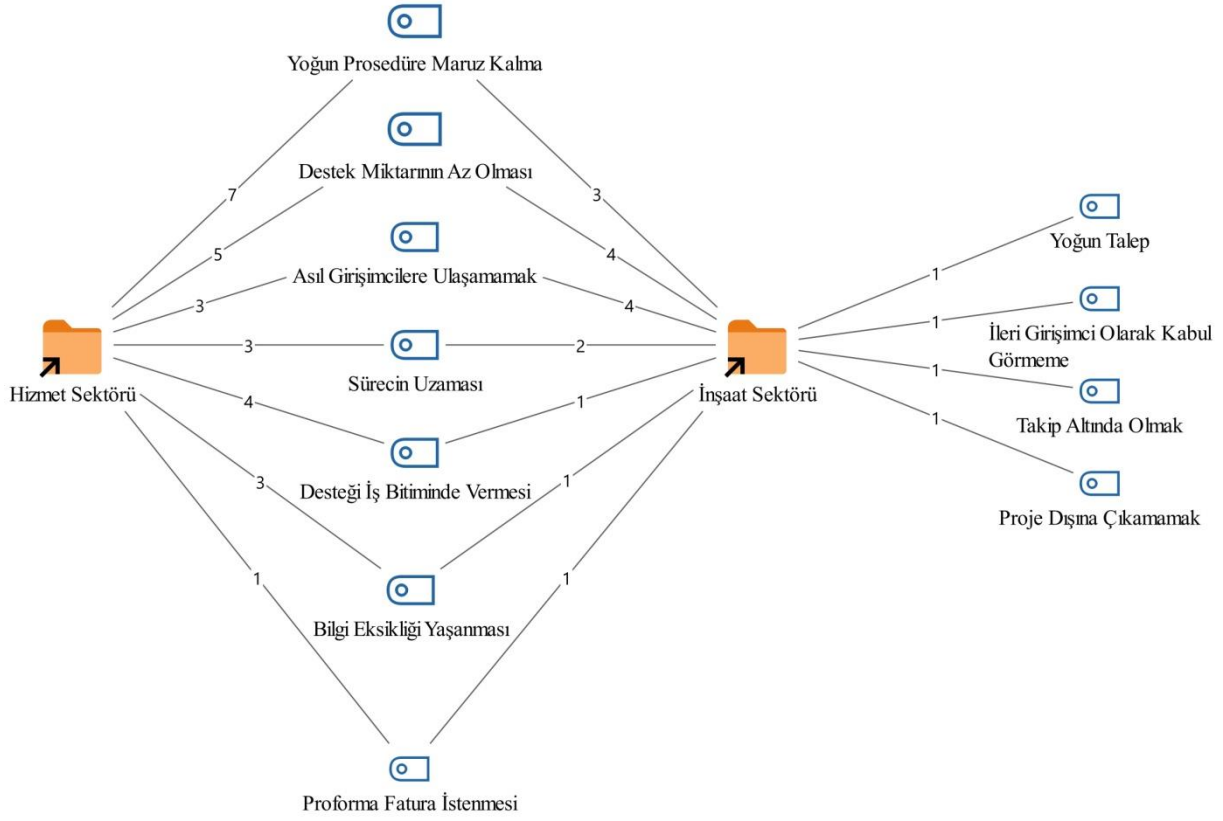 Yoğun Prosedüre Maruz Kalma
Destek Miktarının Az Olması
7
3
Yoğun Talep
5
4
Asıl Girişimcilere Ulaşamamak
1
3
4
İleri Girişimci Olarak Kabul
Görmeme
1
3
2
Hizmet Sektörü
Sürecin Uzaması
İnşaat Sektörü
1
4
1
Takip Altında Olmak
1
Desteği İş Bitiminde Vermesi
3
1
Proje Dışına Çıkamamak
1
Bilgi Eksikliği Yaşanması
1
Proforma Fatura İstenmesi